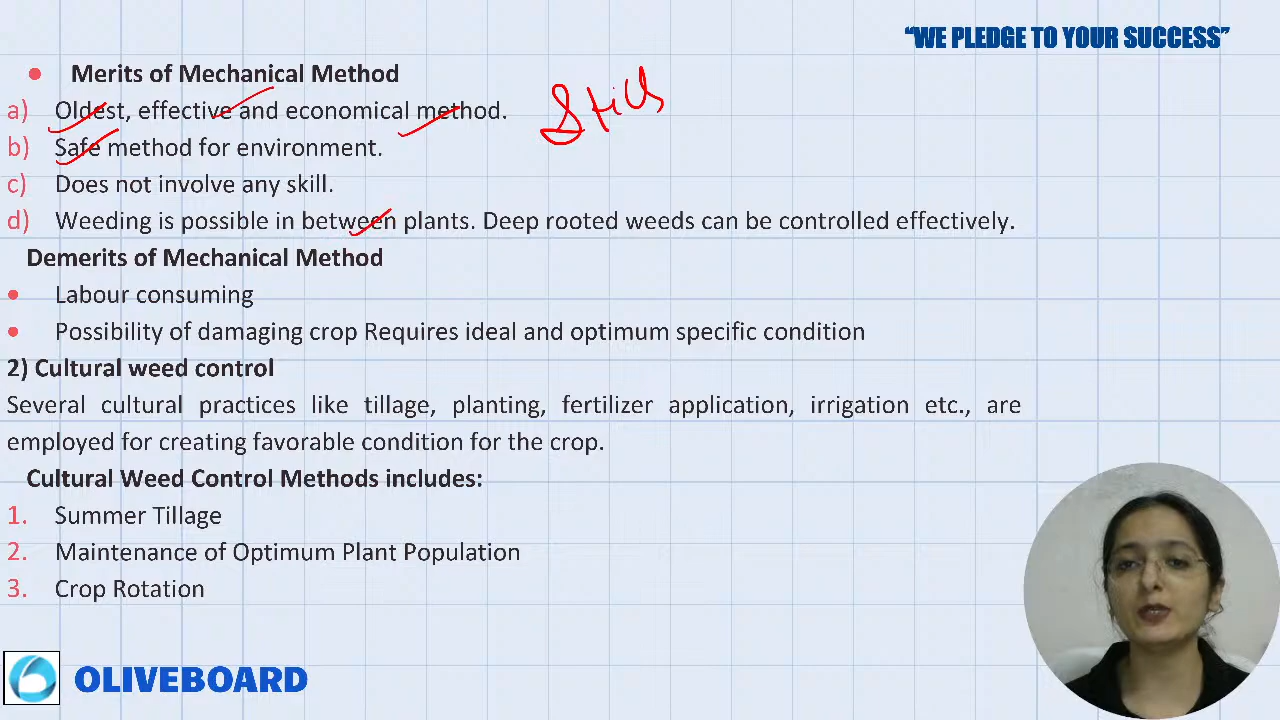 “WE PLEDGE TO YOUR SUCCESS”
● Merits of Mechanical Method
a) Oldest, effective and economical method.
b) Safe method for environment.
c) Does not involve any skill.
d) Weeding is possible in between plants. Deep rooted weeds can be controlled effectively.
Demerits of Mechanical Method
● Labour consuming
● Possibility of damaging crop Requires ideal and optimum specific condition
2) Cultural weed control
Several cultural practices like tillage, planting, fertilizer application, irrigation etc., are
employed for creating favorable condition for the crop.
Cultural Weed Control Methods includes:
1. Summer Tillage
2. Maintenance of Optimum Plant Population
3. Crop Rotation
OLIVEBOARD